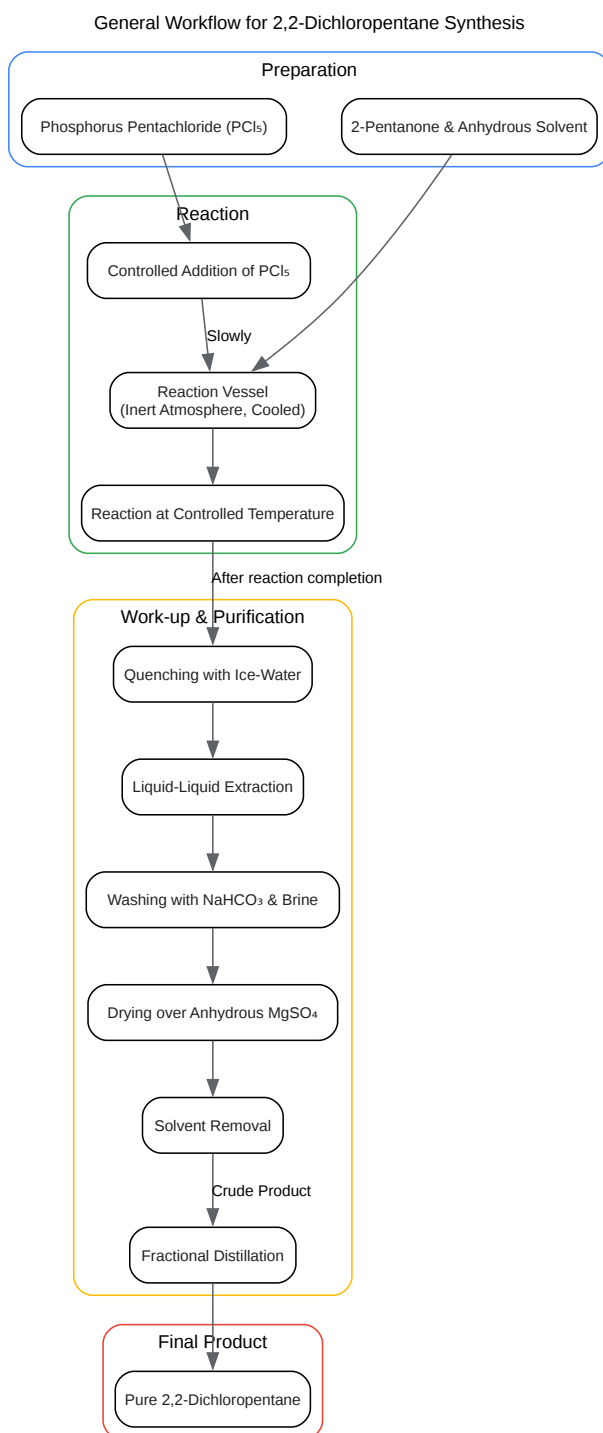 General Workflow for 2,2-Dichloropentane Synthesis
Preparation
Phosphorus Pentachloride (PCl₅)
2-Pentanone & Anhydrous Solvent
Reaction
Controlled Addition of PCl₅
Slowly
Reaction Vessel
(Inert Atmosphere, Cooled)
Reaction at Controlled Temperature
After reaction completion
Work-up & Purification
Quenching with Ice-Water
Liquid-Liquid Extraction
Washing with NaHCO₃ & Brine
Drying over Anhydrous MgSO₄
Solvent Removal
Crude Product
Fractional Distillation
Final Product
Pure 2,2-Dichloropentane